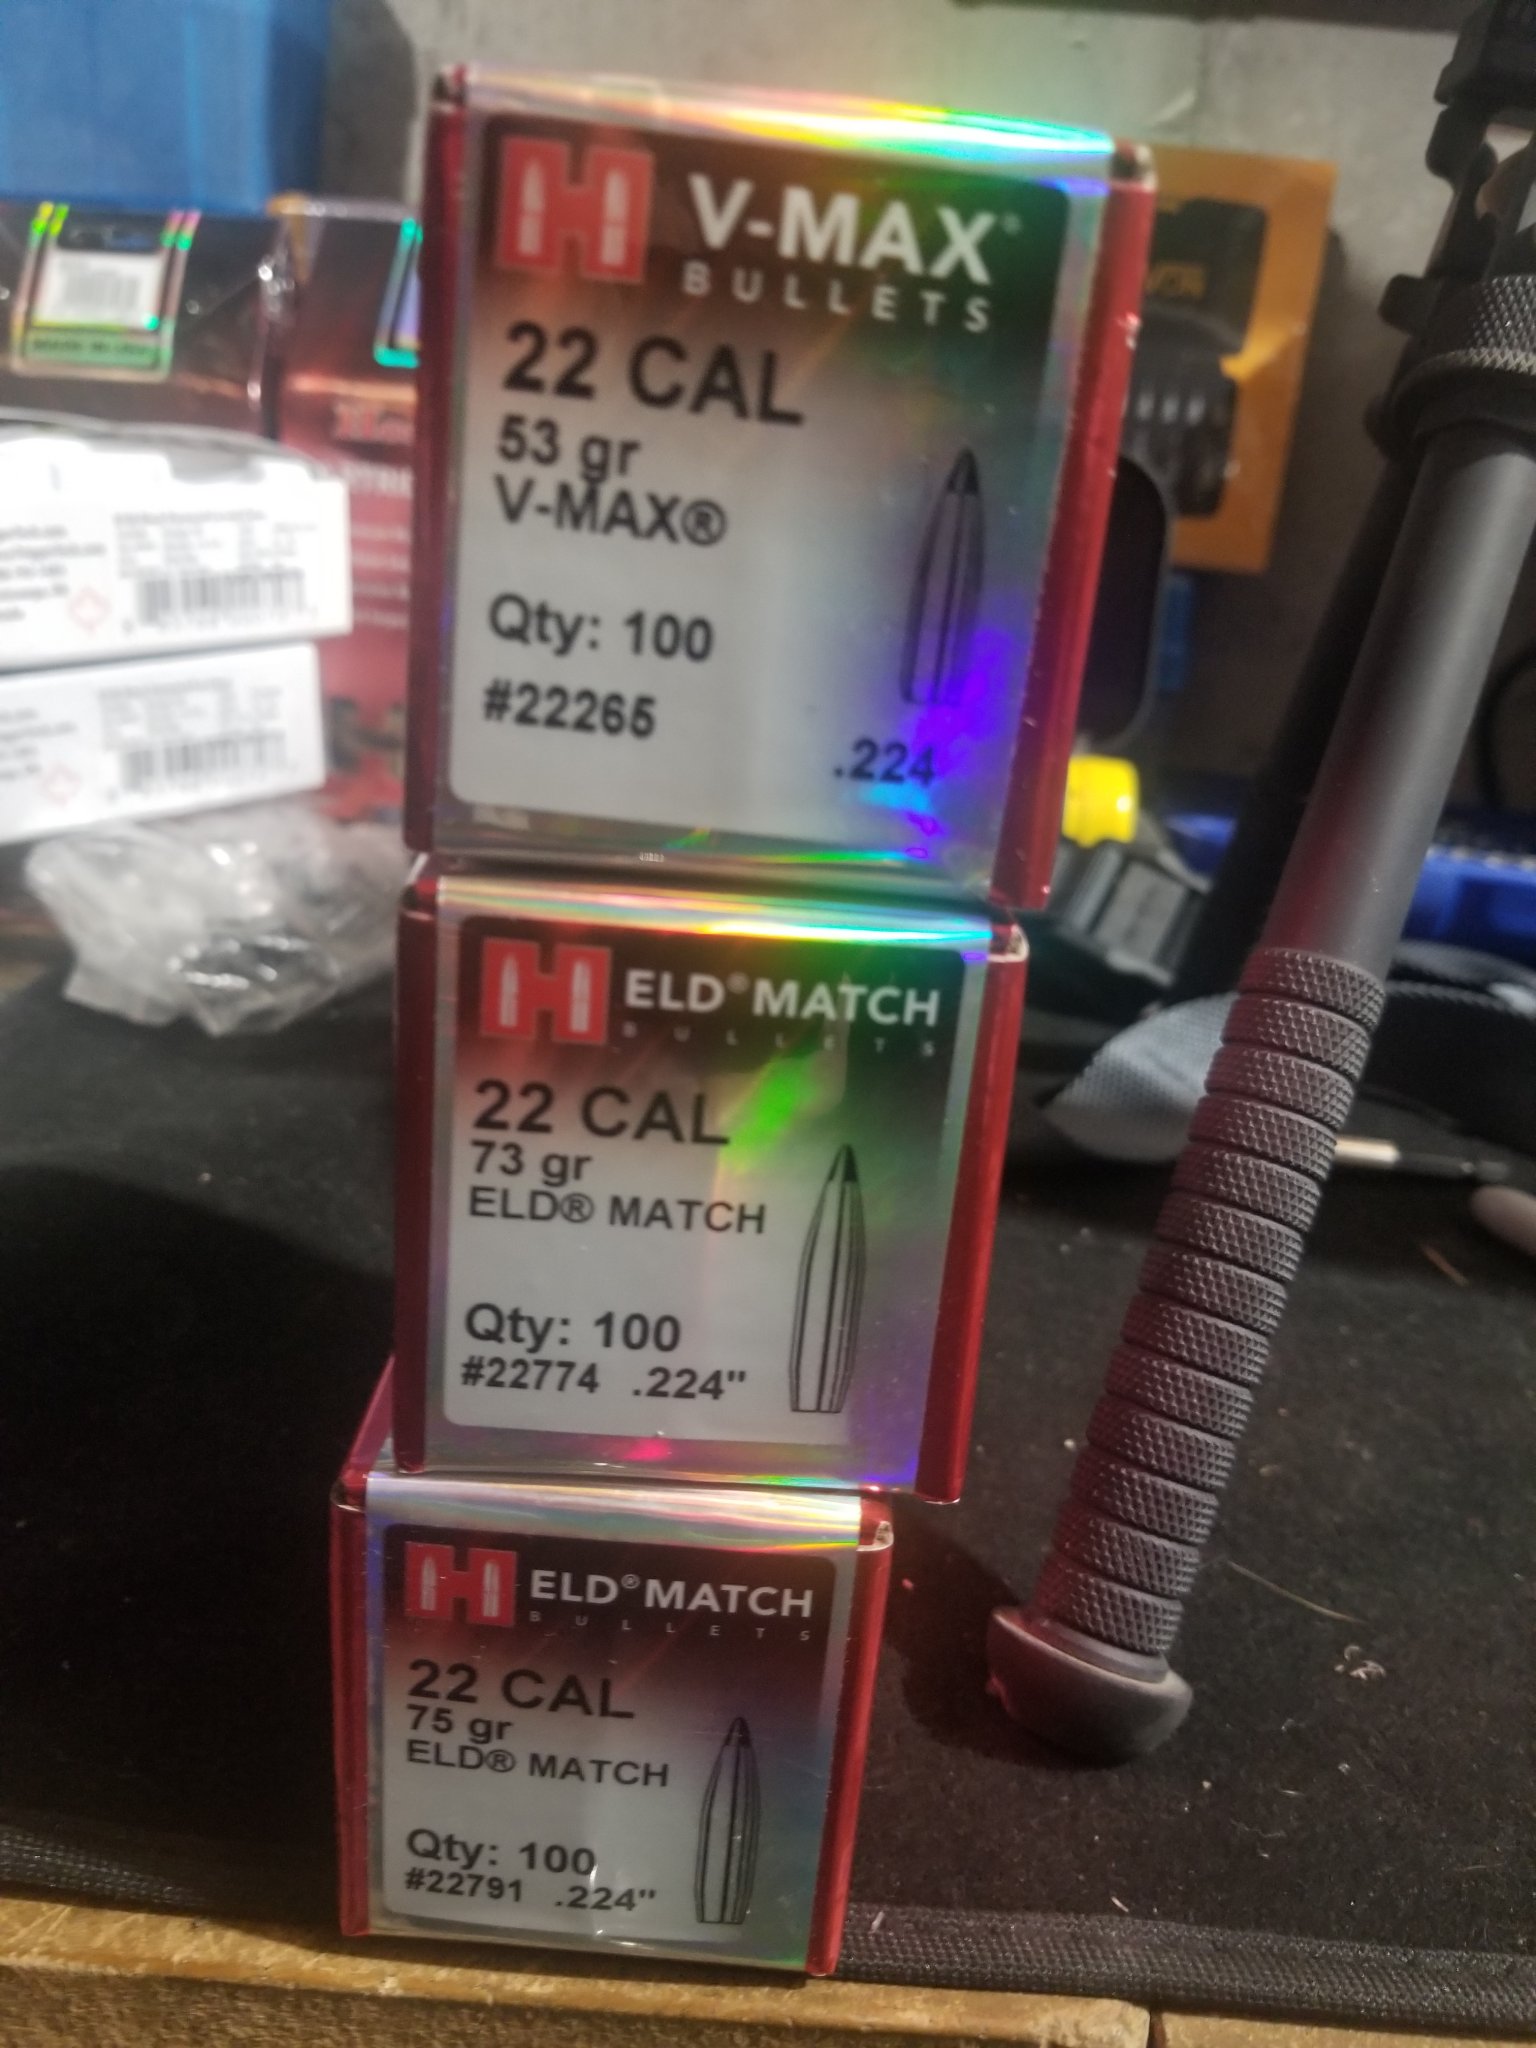 V-MAX®
BULLETS
22 CAL
53 gr
V-MAX®
Qty: 100
#22265
.224
ELD® MATCH
BULLETS
22 CAL
73 gr
ELD® MATCH
Qty: 100
#22774 .224"
ELD® MATCH
BULLETS
22 CAL
75 gr
ELD® MATCH
Qty: 100
#22791 .224"